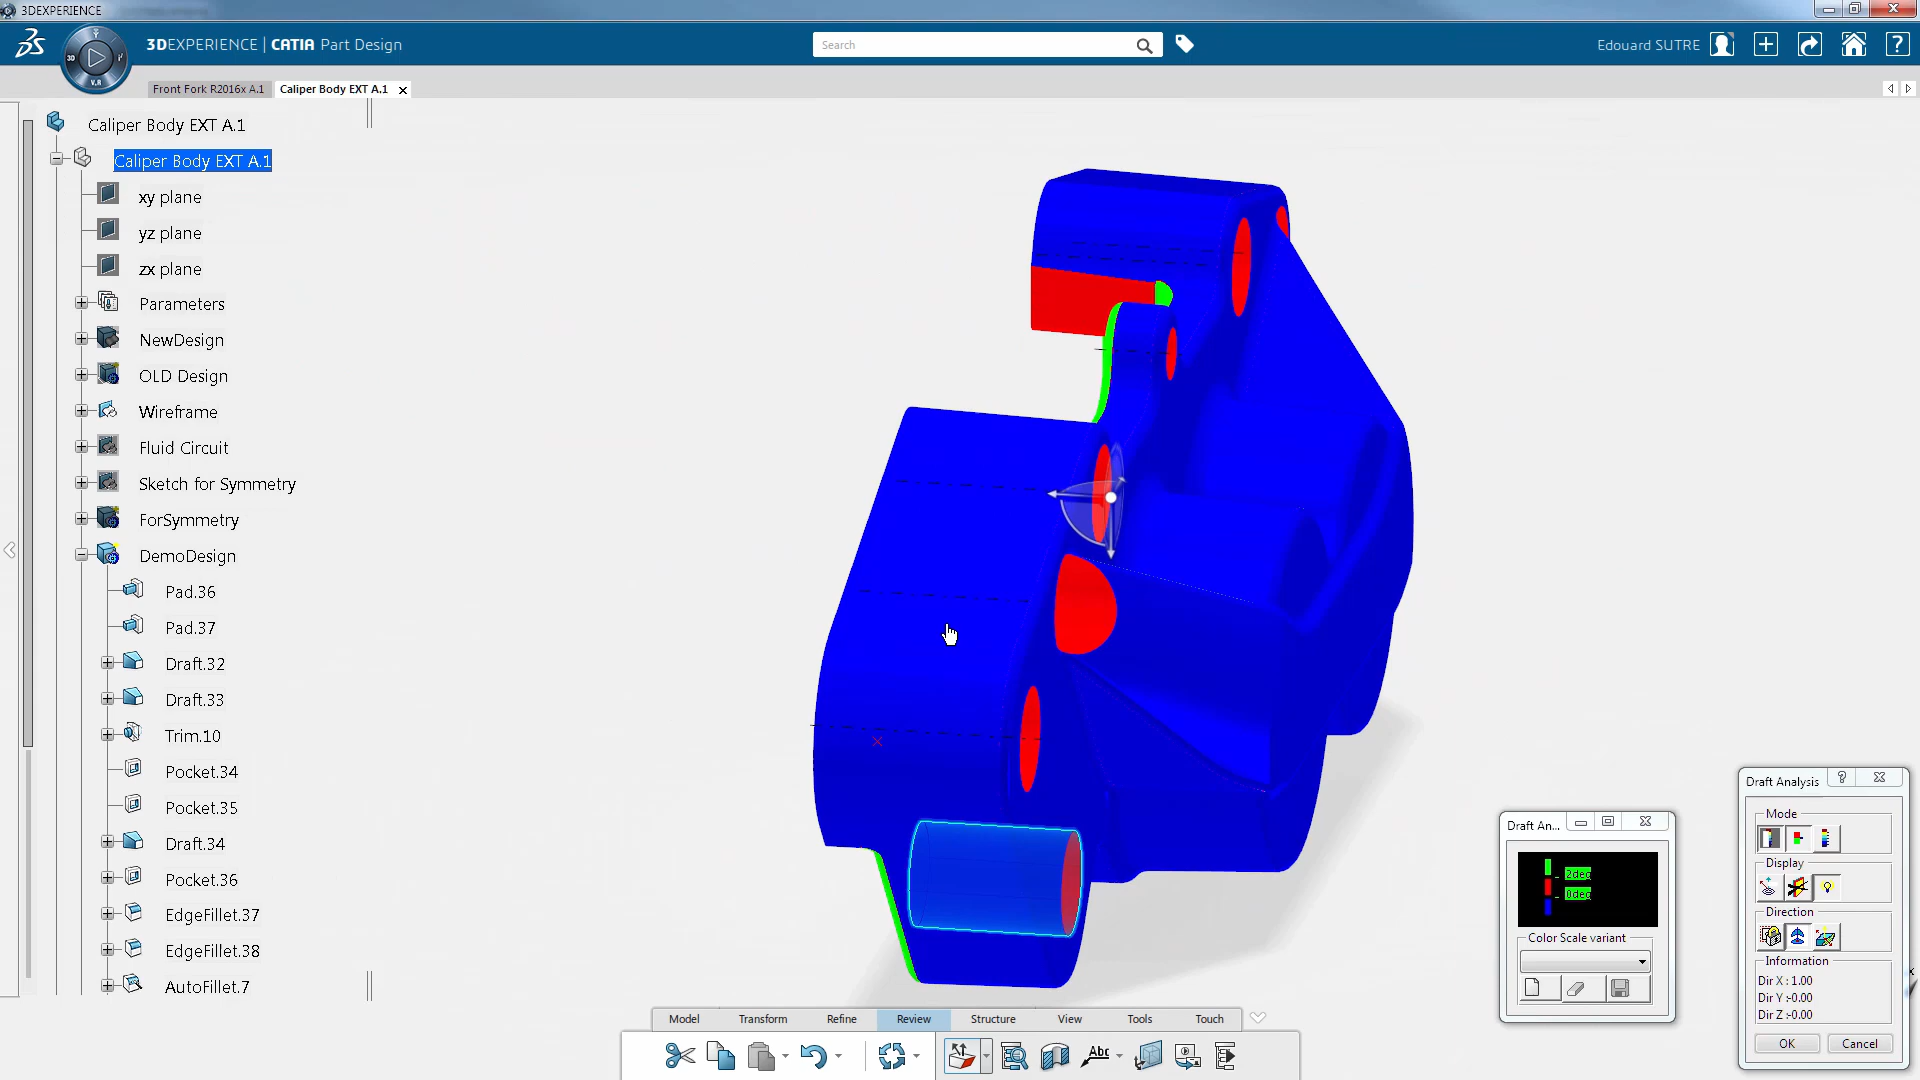 3DEXPERIENCE
3DEXPERIENCE | CATIA Part Design
Search
Edouard SUTRE
3D
V.R
Front Fork R2016x A.1
Caliper Body EXT A.1
Caliper Body EXT A.1
Caliper Body EXT A.1
xy plane
yz plane
zx plane
Parameters
NewDesign
OLD Design
Wireframe
Fluid Circuit
Sketch for Symmetry
ForSymmetry
DemoDesign
Pad.36
Pad.37
Draft.32
Draft.33
Trim.10
Pocket.34
Pocket.35
Draft.34
Pocket.36
EdgeFillet.37
EdgeFillet.38
AutoFillet.7
Draft An...
2deg
0deg
Color Scale variant
Draft Analysis
Mode
Display
Direction
Information
Dir X : 1.00
Dir Y :-0.00
Dir Z :-0.00
OK
Cancel
Model
Transform
Refine
Review
Structure
View
Tools
Touch
Abc